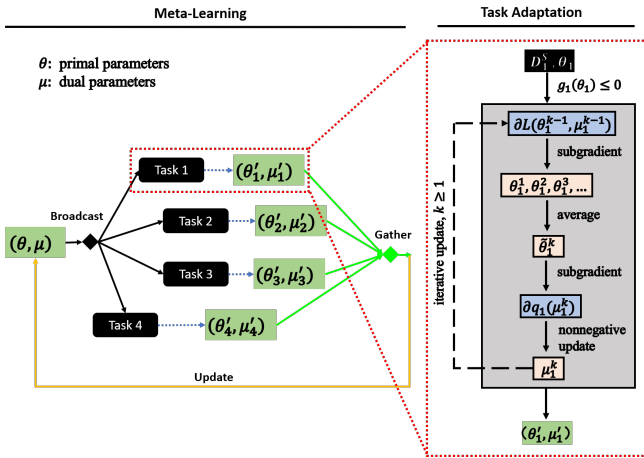 Meta-Learning
θ: primal parameters
μ: dual parameters
Task 1
(θ′₁, μ′₁)
Broadcast
Task 2
(θ′₂, μ′₂)
Gather
(θ, μ)
Task 3
(θ′₃, μ′₃)
Task 4
(θ′₄, μ′₄)
Update
Task Adaptation
D₁ˢ, θ₁
g₁(θ₁) ≤ 0
∂L(θ₁ᵏ⁻¹, μ₁ᵏ⁻¹)
subgradient
θ₁¹, θ₁², θ₁³, ...
average
θ̃₁ᵏ
subgradient
∂q₁(μ₁ᵏ)
nonnegative
update
μ₁ᵏ
iterative update, k ≥ 1
(θ′₁, μ′₁)